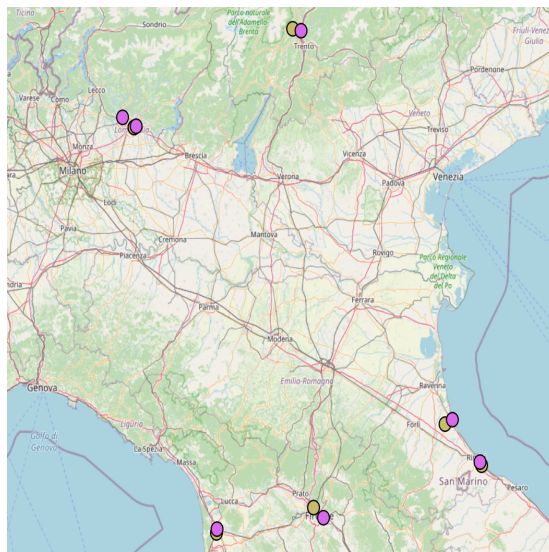 Ticino
Sondrio
Parco naturale
dell'Adamello
Brenta
Trento
Friuli-Venezia
Giulia
Pordenone
Varese
Como
Lecco
Lombardia
Monza
Veneto
Treviso
Milano
Brescia
Vicenza
Verona
Padova
Venezia
Lodi
Pavia
Cremona
Mantova
Rovigo
Piacenza
Parco Regionale
Veneto
del Delta
del Po
Parma
Ferrara
Modena
Emilia-Romagna
Genova
Liguria
Ravenna
Forlì
Golfo di
Genova
La Spezia
Massa
San Marino
Pesaro
Lucca
Prato